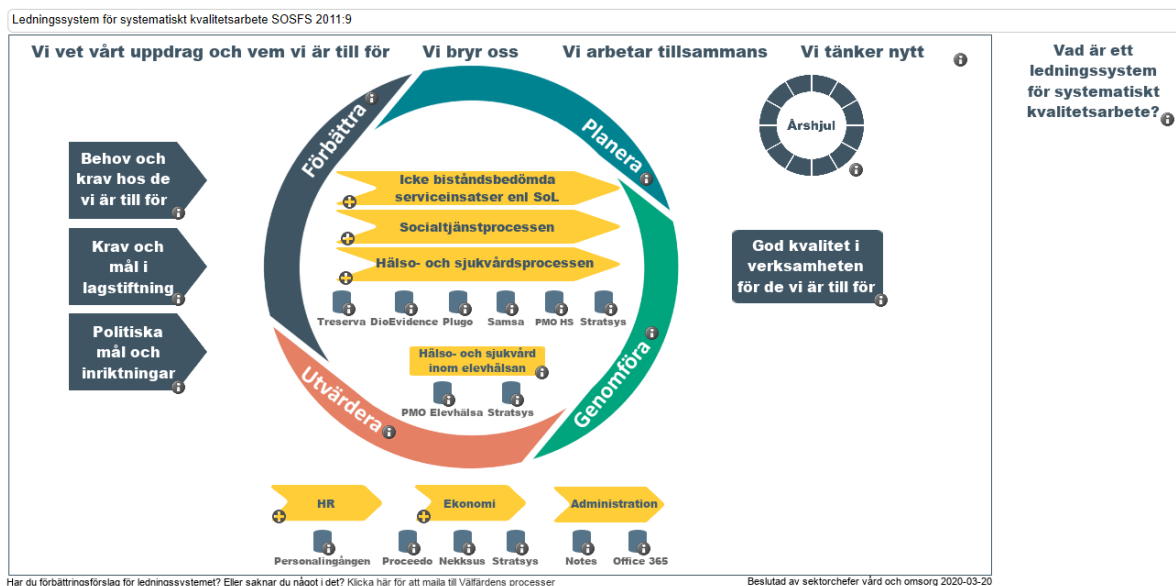 Ledningssystem för systematiskt kvalitetsarbete SOSFS 2011:9
Vi vet vårt uppdrag och vem vi är till för
Vi bryr oss
Vi arbetar tillsammans
Vi tänker nytt
Vad är ett
ledningssystem
för systematiskt
kvalitetsarbete?
Förbättra
Planera
Genomföra
Utvärdera
Årshjul
Behov och
krav hos de
vi är till för
Krav och
mål i
lagstiftning
Politiska
mål och
inriktningar
Icke biståndsbedömda
serviceinsatser enl SoL
Socialtjänstprocessen
Hälso- och sjukvårdsprocessen
Treserva
DioEvidence
Plugo
Samsa
PMO HS
Stratsys
Hälso- och sjukvård
inom elevhälsan
PMO Elevhälsa
Stratsys
God kvalitet i
verksamheten
för de vi är till för
HR
Ekonomi
Administration
Personalingången
Proceedo
Nekksus
Stratsys
Notes
Office 365
Har du förbättringsförslag för ledningssystemet? Eller saknar du något i det? Klicka här för att maila till Välfärdens processer
Beslutad av sektorchefer vård och omsorg 2020-03-20